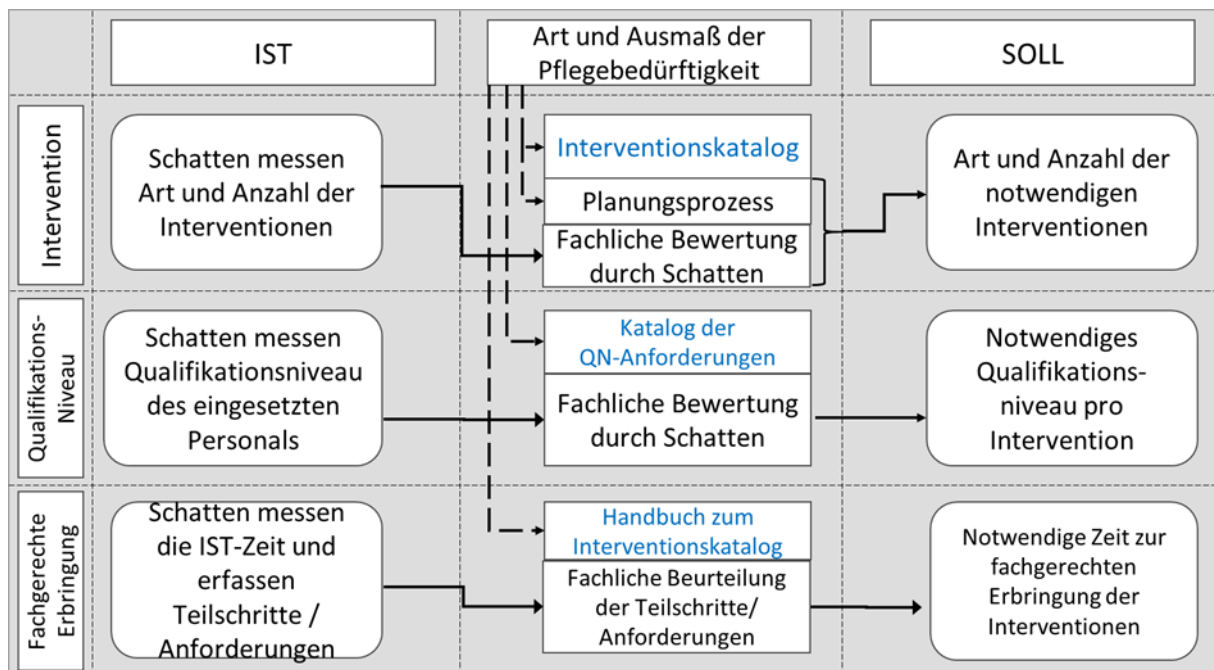 IST
Art und Ausmaß der
Pflegebedürftigkeit
SOLL
Intervention
Schatten messen
Art und Anzahl der
Interventionen
Interventionskatalog
Planungsprozess
Fachliche Bewertung
durch Schatten
Art und Anzahl der
notwendigen
Interventionen
Qualifikations-
Niveau
Schatten messen
Qualifikationsniveau
des eingesetzten
Personals
Katalog der
QN-Anforderungen
Fachliche Bewertung
durch Schatten
Notwendiges
Qualifikations-
niveau pro
Intervention
Fachgerechte
Erbringung
Schatten messen
die IST-Zeit und
erfassen
Teilschritte /
Anforderungen
Handbuch zum
Interventionskatalog
Fachliche Beurteilung
der Teilschritte/
Anforderungen
Notwendige Zeit zur
fachgerechten
Erbringung der
Interventionen